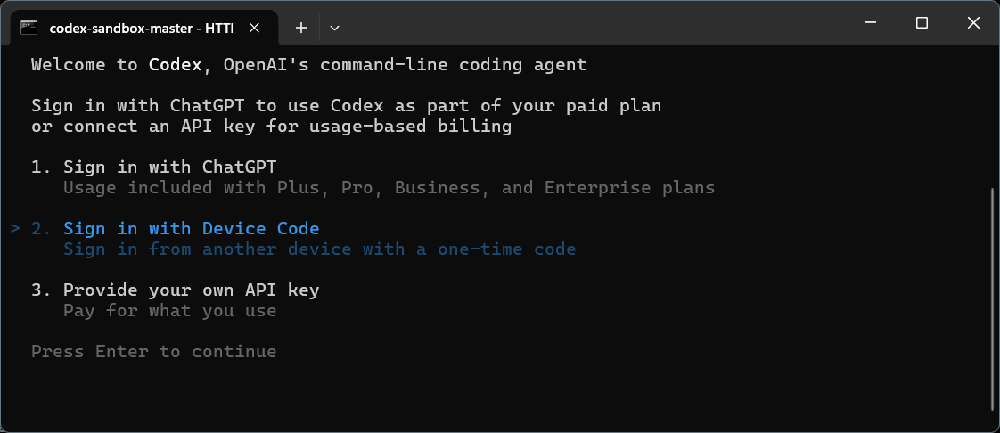 codex-sandbox-master - HTTI
Welcome to Codex, OpenAI's command-line coding agent
Sign in with ChatGPT to use Codex as part of your paid plan
or connect an API key for usage-based billing
1. Sign in with ChatGPT
Usage included with Plus, Pro, Business, and Enterprise plans
> 2. Sign in with Device Code
Sign in from another device with a one-time code
3. Provide your own API key
Pay for what you use
Press Enter to continue